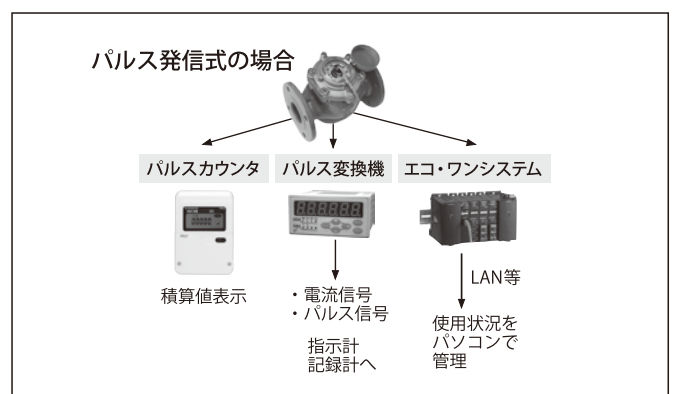 パルス発信式の場合
パルスカウンタ
パルス変換機
エコ・ワンシステム
積算値表示
・電流信号
・パルス信号
指示計
記録計へ
LAN等
使用状況を
パソコンで
管理